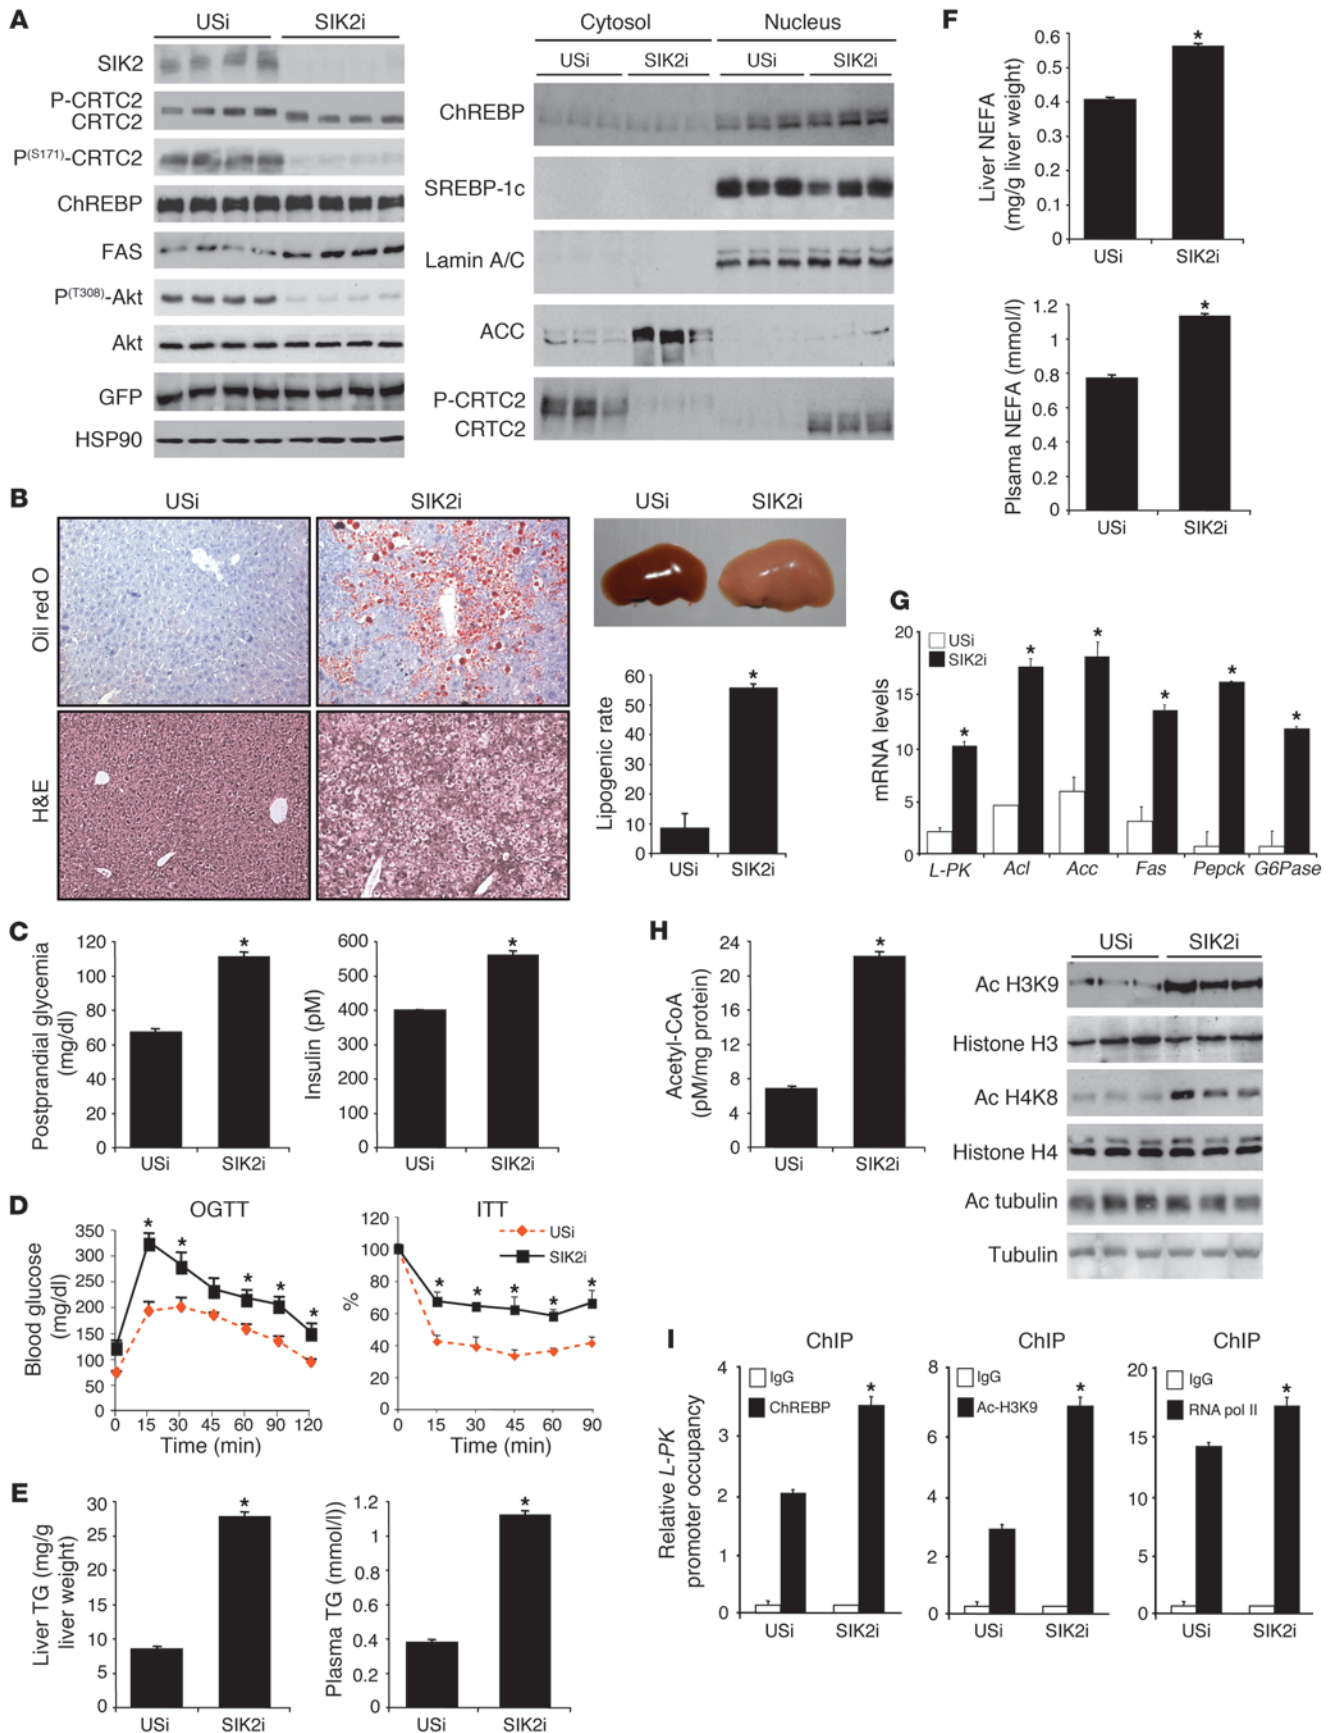 A
USi SIK2i
SIK2
P-CRTC2
CRTC2
P(S171)-CRTC2
ChREBP
FAS
P(T308)-Akt
Akt
GFP
HSP90
Cytosol Nucleus
USi SIK2i USi SIK2i
ChREBP
SREBP-1c
Lamin A/C
ACC
P-CRTC2
CRTC2
F
Liver NEFA
(mg/g liver weight)
0.6
0.5
0.4
0.3
0.2
0.1
0
*
USi SIK2i
Plsama NEFA (mmol/l)
1.2
0.8
0.6
0.4
0.2
0
*
USi SIK2i
B
USi SIK2i
Oil red O
H&E
USi SIK2i
Lipogenic rate
60
50
40
30
20
10
0
*
USi SIK2i
G
mRNA levels
20
15
10
5
0
USi
SIK2i
* * * * * *
L-PK Acl Acc Fas Pepck G6Pase
C
Postprandial glycemia
(mg/dl)
120
100
80
60
40
20
0
*
USi SIK2i
Insulin (pM)
600
500
400
300
200
100
0
*
USi SIK2i
H
Acetyl-CoA
(pM/mg protein)
24
20
16
12
8
4
0
*
USi SIK2i
USi SIK2i
Ac H3K9
Histone H3
Ac H4K8
Histone H4
Ac tubulin
Tubulin
D
OGTT
Blood glucose
(mg/dl)
350
300
250
200
150
100
50
0
* * * * *
0 15 30 45 60 90 120
Time (min)
ITT
%
120
100
80
60
40
20
0
USi
SIK2i
* * * * *
0 15 30 45 60 90
Time (min)
E
Liver TG (mg/g
liver weight)
30
25
20
15
10
5
0
*
USi SIK2i
Plasma TG (mmol/l))
1.2
1
0.8
0.6
0.4
0.2
0
*
USi SIK2i
I
Relative L-PK
promoter occupancy
ChIP
4
3
2
1
0
IgG
ChREBP
*
USi SIK2i
ChIP
8
6
4
2
0
IgG
Ac-H3K9
*
USi SIK2i
ChIP
20
15
10
5
0
IgG
RNA pol II
*
USi SIK2i